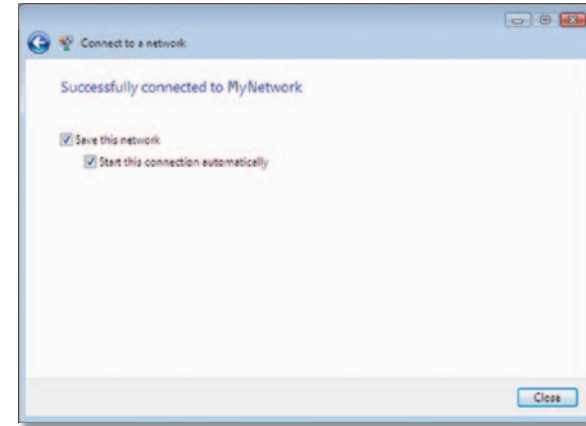 Connect to a network
Successfully connected to MyNetwork
Save this network
Start this connection automatically
Close